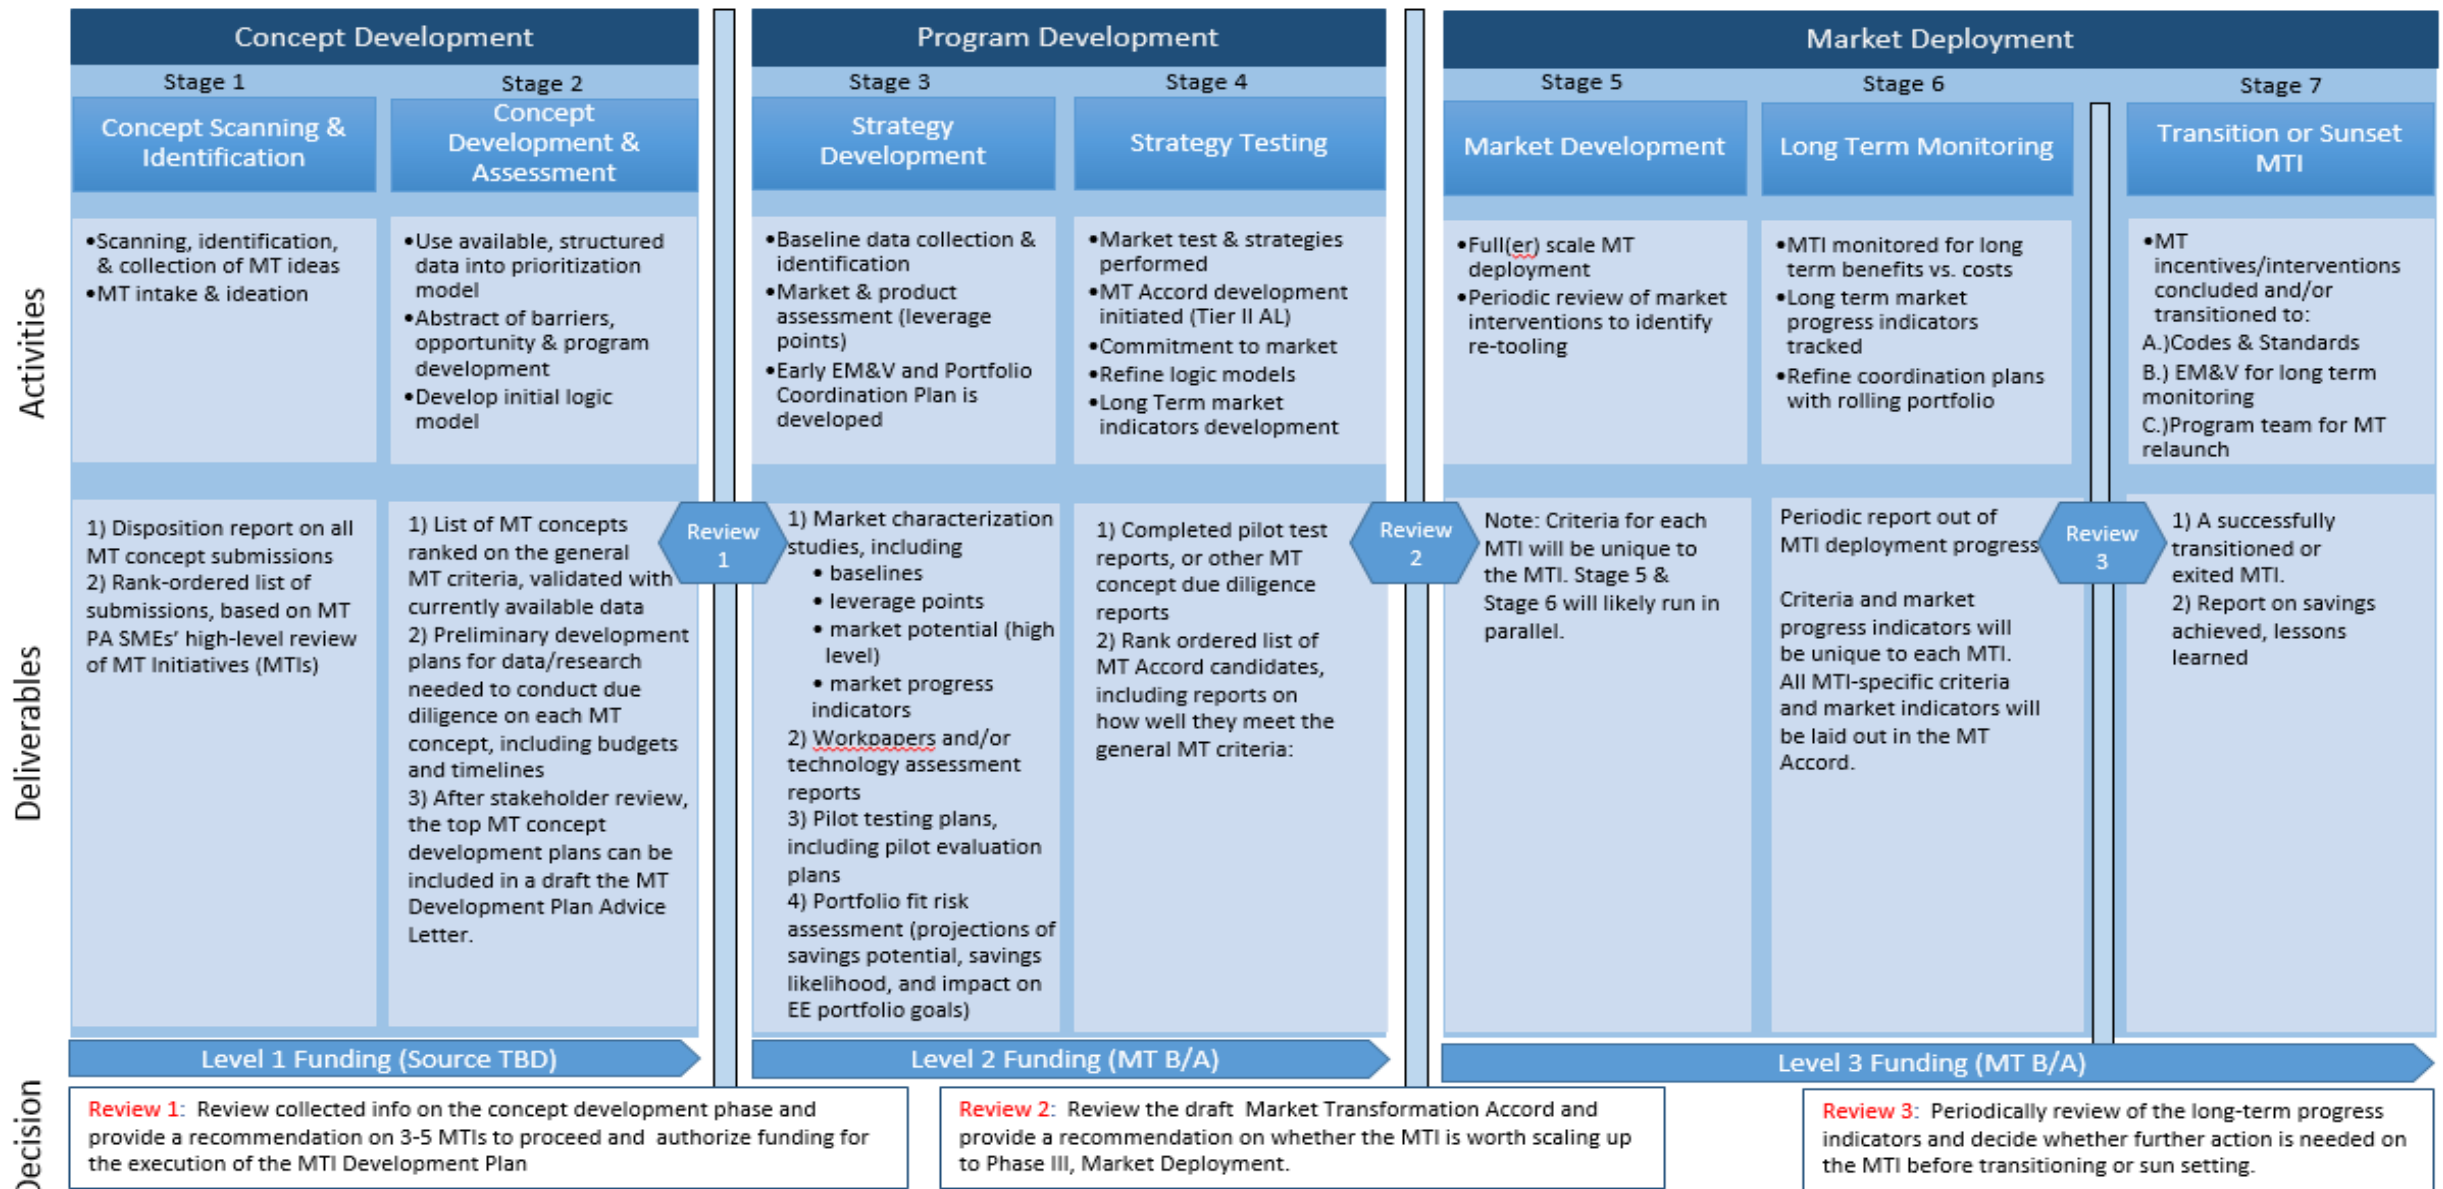 Concept Development
Program Development
Market Deployment
Stage 1
Stage 2
Stage 3
Stage 4
Stage 5
Stage 6
Stage 7
Concept Scanning &
Identification
Concept
Development &
Assessment
Strategy
Development
Strategy Testing
Market Development
Long Term Monitoring
Transition or Sunset
MTI
Activities
•Scanning, identification,
& collection of MT ideas
•MT intake & ideation
•Use available, structured
data into prioritization
model
•Abstract of barriers,
opportunity & program
development
•Develop initial logic
model
•Baseline data collection &
identification
•Market & product
assessment (leverage
points)
•Early EM&V and Portfolio
Coordination Plan is
developed
•Market test & strategies
performed
•MT Accord development
initiated (Tier II AL)
•Commitment to market
•Refine logic models
•Long Term market
indicators development
•Full(er) scale MT
deployment
•Periodic review of market
interventions to identify
re-tooling
•MTI monitored for long
term benefits vs. costs
•Long term market
progress indicators
tracked
•Refine coordination plans
with rolling portfolio
•MT
incentives/interventions
concluded and/or
transitioned to:
A.)Codes & Standards
B.) EM&V for long term
monitoring
C.)Program team for MT
relaunch
Deliverables
1) Disposition report on all
MT concept submissions
2) Rank-ordered list of
submissions, based on MT
PA SMEs' high-level review
of MT Initiatives (MTIs)
1) List of MT concepts
ranked on the general
MT criteria, validated with
currently available data
2) Preliminary development
plans for data/research
needed to conduct due
diligence on each MT
concept, including budgets
and timelines
3) After stakeholder review,
the top MT concept
development plans can be
included in a draft the MT
Development Plan Advice
Letter.
Review
1
1) Market characterization
studies, including
• baselines
• leverage points
• market potential (high
level)
• market progress
indicators
2) Workpapers and/or
technology assessment
reports
3) Pilot testing plans,
including pilot evaluation
plans
4) Portfolio fit risk
assessment (projections of
savings potential, savings
likelihood, and impact on
EE portfolio goals)
1) Completed pilot test
reports, or other MT
concept due diligence
reports
2) Rank ordered list of
MT Accord candidates,
including reports on
how well they meet the
general MT criteria:
Review
2
Note: Criteria for each
MTI will be unique to
the MTI. Stage 5 &
Stage 6 will likely run in
parallel.
Periodic report out of
MTI deployment progress
Criteria and market
progress indicators will
be unique to each MTI.
All MTI-specific criteria
and market indicators will
be laid out in the MT
Accord.
Review
3
1) A successfully
transitioned or
exited MTI.
2) Report on savings
achieved, lessons
learned
Level 1 Funding (Source TBD)
Level 2 Funding (MT B/A)
Level 3 Funding (MT B/A)
Decision
Review 1: Review collected info on the concept development phase and
provide a recommendation on 3-5 MTIs to proceed and authorize funding for
the execution of the MTI Development Plan
Review 2: Review the draft Market Transformation Accord and
provide a recommendation on whether the MTI is worth scaling up
to Phase III, Market Deployment.
Review 3: Periodically review of the long-term progress
indicators and decide whether further action is needed on
the MTI before transitioning or sun setting.